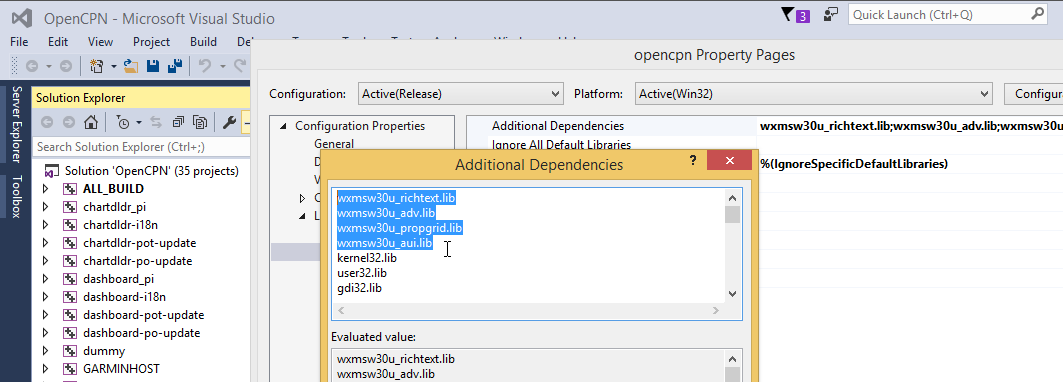 OpenCPN - Microsoft Visual Studio
3
Quick Launch (Ctrl+Q)
File Edit View Project Build
opencpn Property Pages
Server Explorer
Toolbox
Solution Explorer
Search Solution Explorer (Ctrl+;)
Solution 'OpenCPN' (35 projects)
ALL_BUILD
chartdldr_pi
chartdldr-i18n
chartdldr-pot-update
chartdldr-po-update
dashboard_pi
dashboard-i18n
dashboard-pot-update
dashboard-po-update
dummy
GARMINHOST
Configuration: Active(Release) Platform: Active(Win32) Configur
Configuration Properties
General
Additional Dependencies wxmsw30u_richtext.lib;wxmsw30u_adv.lib;wxmsw30u
Ignore All Default Libraries
%(IgnoreSpecificDefaultLibraries)
Additional Dependencies
?
wxmsw30u_richtext.lib
wxmsw30u_adv.lib
wxmsw30u_propgrid.lib
wxmsw30u_aui.lib
kernel32.lib
user32.lib
gdi32.lib
Evaluated value:
wxmsw30u_richtext.lib
wxmsw30u_adv.lib